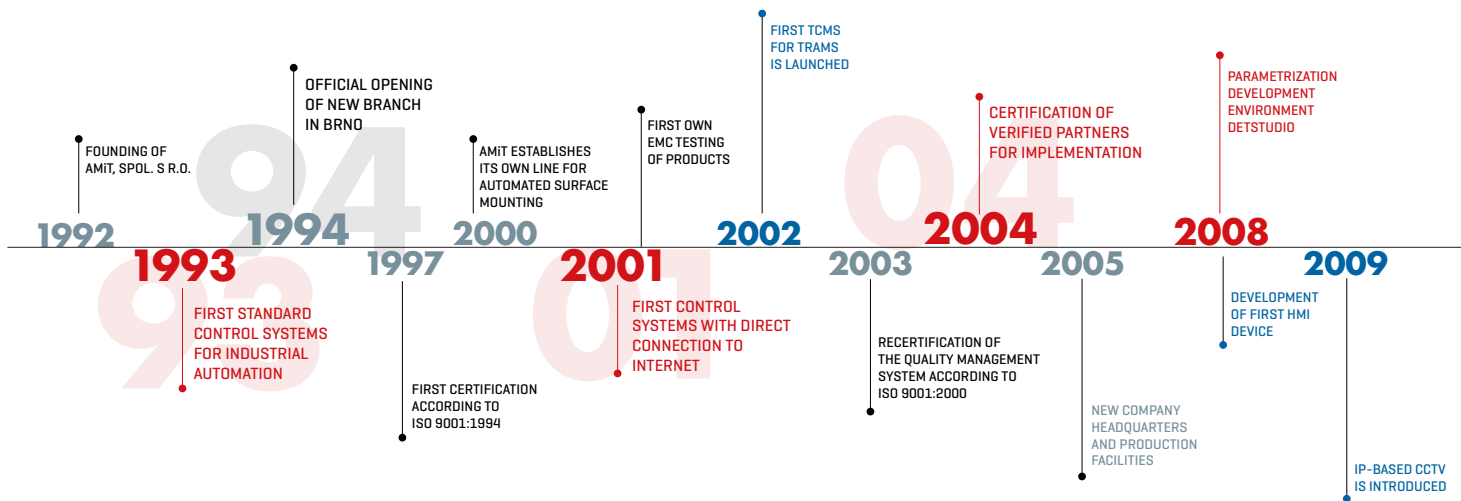 FOUNDING OF
AMiT, SPOL. S R.O.
1992
93
1993
FIRST STANDARD
CONTROL SYSTEMS
FOR INDUSTRIAL
AUTOMATION
OFFICIAL OPENING
OF NEW BRANCH
IN BRNO
94
1994
1997
FIRST CERTIFICATION
ACCORDING TO
ISO 9001:1994
AMiT ESTABLISHES
ITS OWN LINE FOR
AUTOMATED SURFACE
MOUNTING
2000
FIRST OWN
EMC TESTING
OF PRODUCTS
01
2001
FIRST CONTROL
SYSTEMS WITH DIRECT
CONNECTION TO
INTERNET
FIRST TCMS
FOR TRAMS
IS LAUNCHED
2002
2003
RECERTIFICATION OF
THE QUALITY MANAGEMENT
SYSTEM ACCORDING TO
ISO 9001:2000
CERTIFICATION OF
VERIFIED PARTNERS
FOR IMPLEMENTATION
04
2004
2005
NEW COMPANY
HEADQUARTERS
AND PRODUCTION
FACILITIES
PARAMETRIZATION
DEVELOPMENT
ENVIRONMENT
DETSTUDIO
2008
DEVELOPMENT
OF FIRST HMI
DEVICE
2009
IP-BASED CCTV
IS INTRODUCED